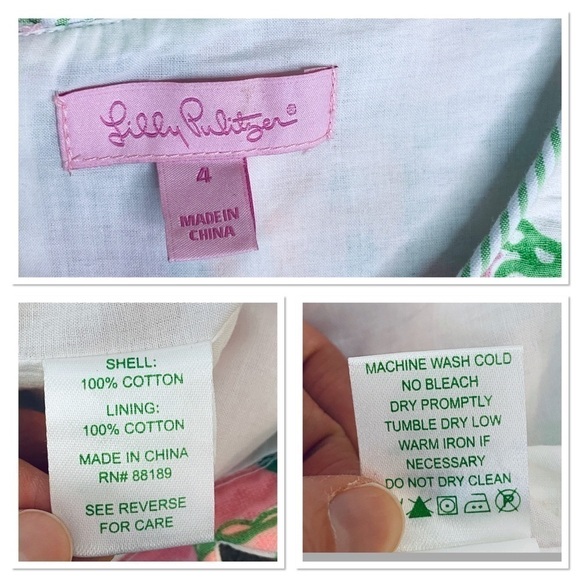 Lilly Pulitzer®
4
MADE IN
CHINA
SHELL:
100% COTTON
LINING:
100% COTTON
MADE IN CHINA
RN# 88189
SEE REVERSE
FOR CARE
MACHINE WASH COLD
NO BLEACH
DRY PROMPTLY
TUMBLE DRY LOW
WARM IRON IF
NECESSARY
DO NOT DRY CLEAN